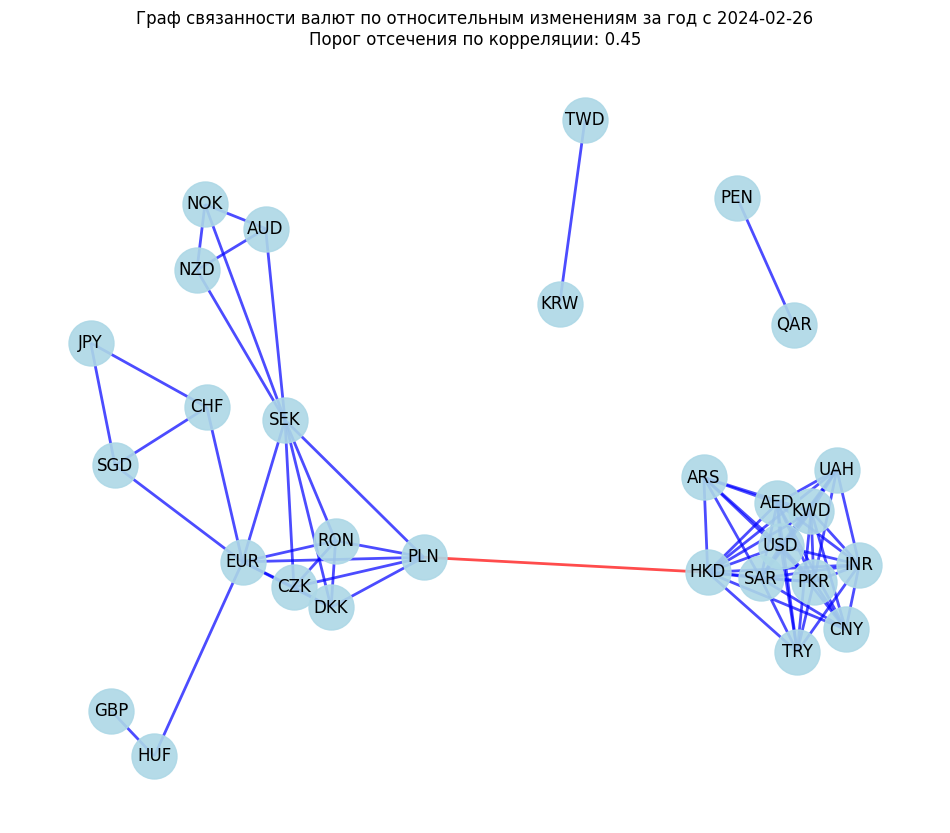 Граф связанности валют по относительным изменениям за год с 2024-02-26
Порог отсечения по корреляции: 0.45
TWD
PEN
NOK
AUD
NZD
KRW
QAR
JPY
CHF
SEK
SGD
ARS
UAH
AED
KWD
USD
RON
PLN
EUR
HKD
SAR
PKR
INR
CZK
DKK
CNY
TRY
GBP
HUF